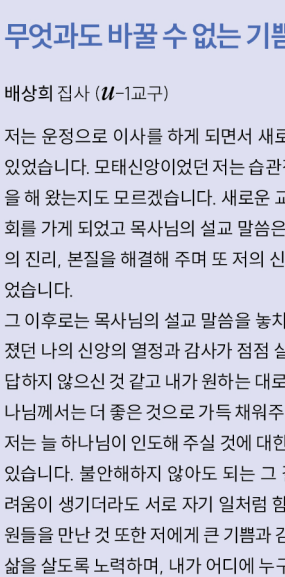 무엇과도 바꿀 수 없는 기쁨
배상희 집사 (u-1교구)
저는 운정으로 이사를 하게 되면서 새로
있었습니다. 모태신앙이었던 저는 습관
을 해 왔는지도 모르겠습니다. 새로운 교
회를 가게 되었고 목사님의 설교 말씀은
의 진리, 본질을 해결해 주며 또 저의 신
었습니다.
그 이후로는 목사님의 설교 말씀을 놓치
졌던 나의 신앙의 열정과 감사가 점점 실
답하지 않으신 것 같고 내가 원하는 대로
나님께서는 더 좋은 것으로 가득 채워주
저는 늘 하나님이 인도해 주실 것에 대한
있습니다. 불안해하지 않아도 되는 그
려움이 생기더라도 서로 자기 일처럼 함
원들을 만난 것 또한 저에게 큰 기쁨과 감
삶을 살도록 노력하며, 내가 어디에 누구